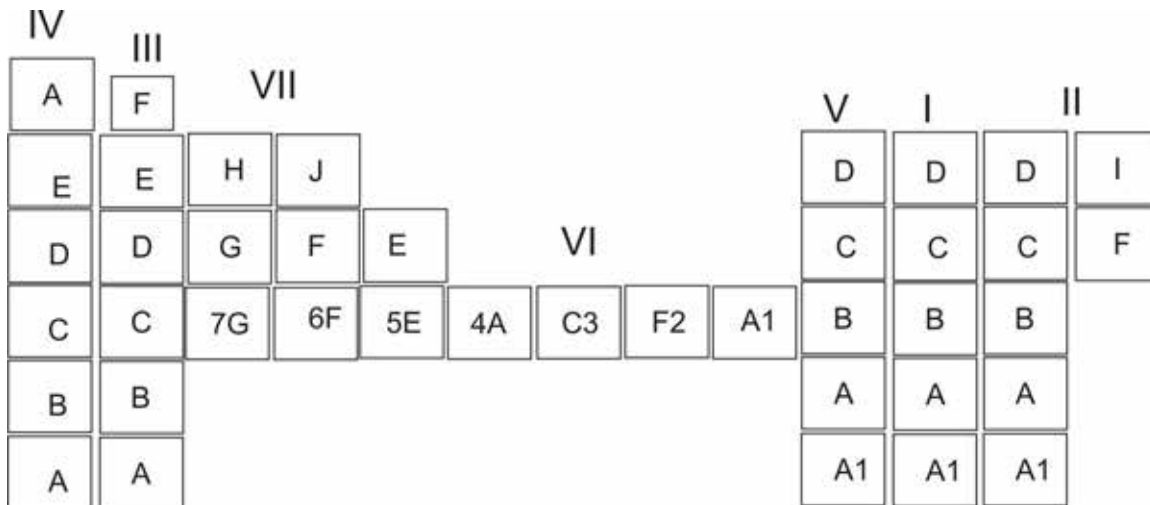 IV III VII V I II
A F
E E H J D D D I
D D G F E VI C C C F
C C 7G 6F 5E 4A C3 F2 A1 B B B
B B A A A
A A A1 A1 A1